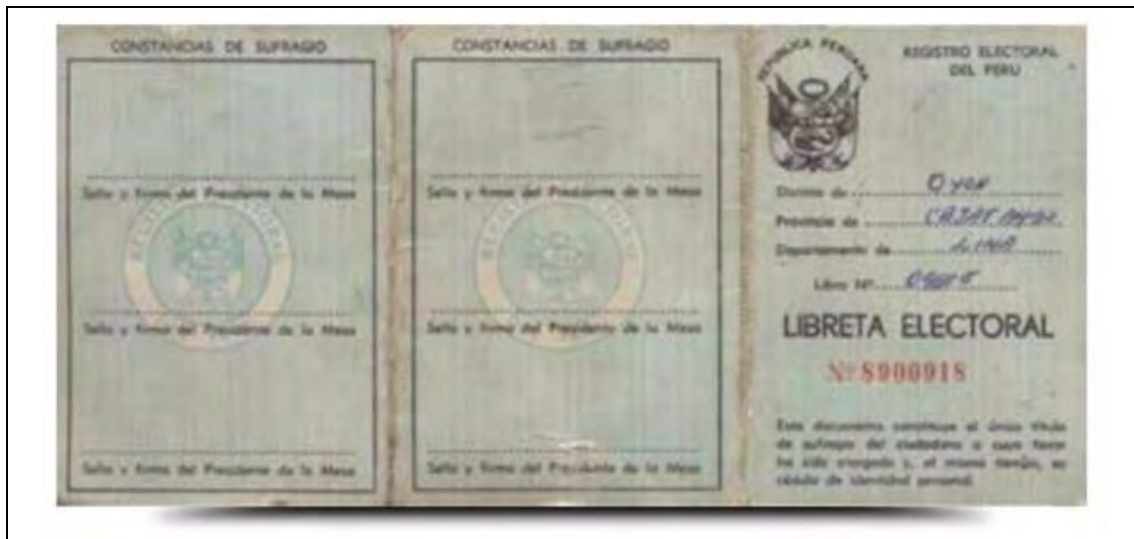 CONSTANCIAS DE SUFRAGIO
Sello y firma del Presidente de la Mesa
Sello y firma del Presidente de la Mesa
Sello y firma del Presidente de la Mesa
CONSTANCIAS DE SUFRAGIO
Sello y firma del Presidente de la Mesa
Sello y firma del Presidente de la Mesa
Sello y firma del Presidente de la Mesa
REPUBLICA PERUANA
REGISTRO ELECTORAL
DEL PERU
Distrito de Oyon
Provincia de
Departamento de LIMA
Libro Nº
LIBRETA ELECTORAL
Nº 8900918
Este documento constituye el único título
de sufragio del ciudadano a cuyo favor
ha sido otorgado y, al mismo tiempo, su
cédula de identidad personal.